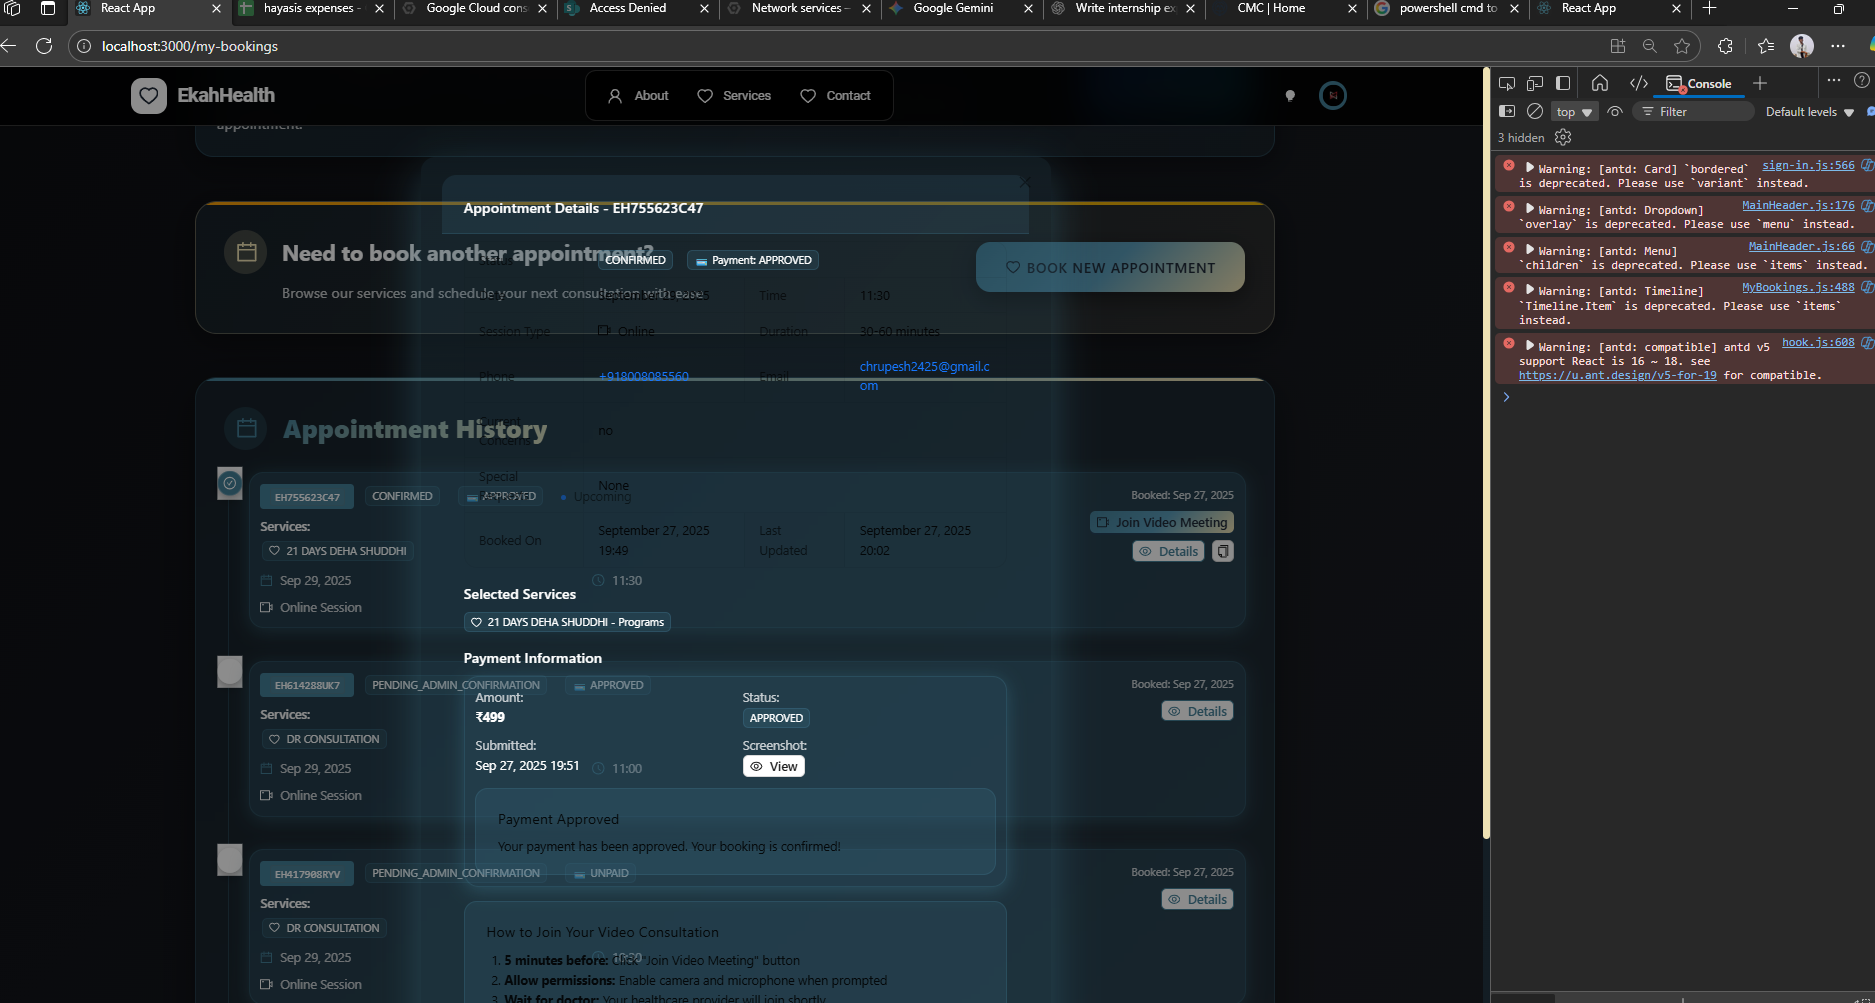 React App
hayasis expenses -
Google Cloud cons
Access Denied
Network services –
Google Gemini
Write internship ex
CMC | Home
powershell cmd to
React App
localhost:3000/my-bookings
EkahHealth
About
Services
Contact
appointment.
Appointment Details - EH755623C47
Need to book another appointment?
Browse our services and schedule your next consultation with ease
BOOK NEW APPOINTMENT
CONFIRMED
Payment: APPROVED
Time
11:30
Session Type
Online
Duration
30-60 minutes
Phone
+918008085560
Email
chrupesh2425@gmail.c
om
Current
Concerns
no
Special
None
Booked On
September 27, 2025
19:49
Last
Updated
September 27, 2025
20:02
Selected Services
21 DAYS DEHA SHUDDHI - Programs
Payment Information
Amount:
₹499
Status:
APPROVED
Submitted:
Sep 27, 2025 19:51
Screenshot:
View
Payment Approved
Your payment has been approved. Your booking is confirmed!
How to Join Your Video Consultation
1. 5 minutes before: Click "Join Video Meeting" button
2. Allow permissions: Enable camera and microphone when prompted
3. Wait for doctor: Your healthcare provider will join shortly
Appointment History
EH755623C47
CONFIRMED
APPROVED
Upcoming
Booked: Sep 27, 2025
Services:
21 DAYS DEHA SHUDDHI
Join Video Meeting
Details
Sep 29, 2025
11:30
Online Session
EH614288UK7
PENDING_ADMIN_CONFIRMATION
APPROVED
Booked: Sep 27, 2025
Services:
DR CONSULTATION
Details
Sep 29, 2025
11:00
Online Session
EH417908RYV
PENDING_ADMIN_CONFIRMATION
UNPAID
Booked: Sep 27, 2025
Services:
DR CONSULTATION
Details
Sep 29, 2025
Online Session
Console
top
Filter
Default levels
3 hidden
Warning: [antd: Card] `bordered` sign-in.js:566
is deprecated. Please use `variant` instead.
Warning: [antd: Dropdown] MainHeader.js:176
`overlay` is deprecated. Please use `menu` instead.
Warning: [antd: Menu] MainHeader.js:66
`children` is deprecated. Please use `items` instead.
Warning: [antd: Timeline] MyBookings.js:488
`Timeline.Item` is deprecated. Please use `items`
instead.
Warning: [antd: compatible] antd v5 hook.js:608
support React is 16 ~ 18. see
https://u.ant.design/v5-for-19 for compatible.